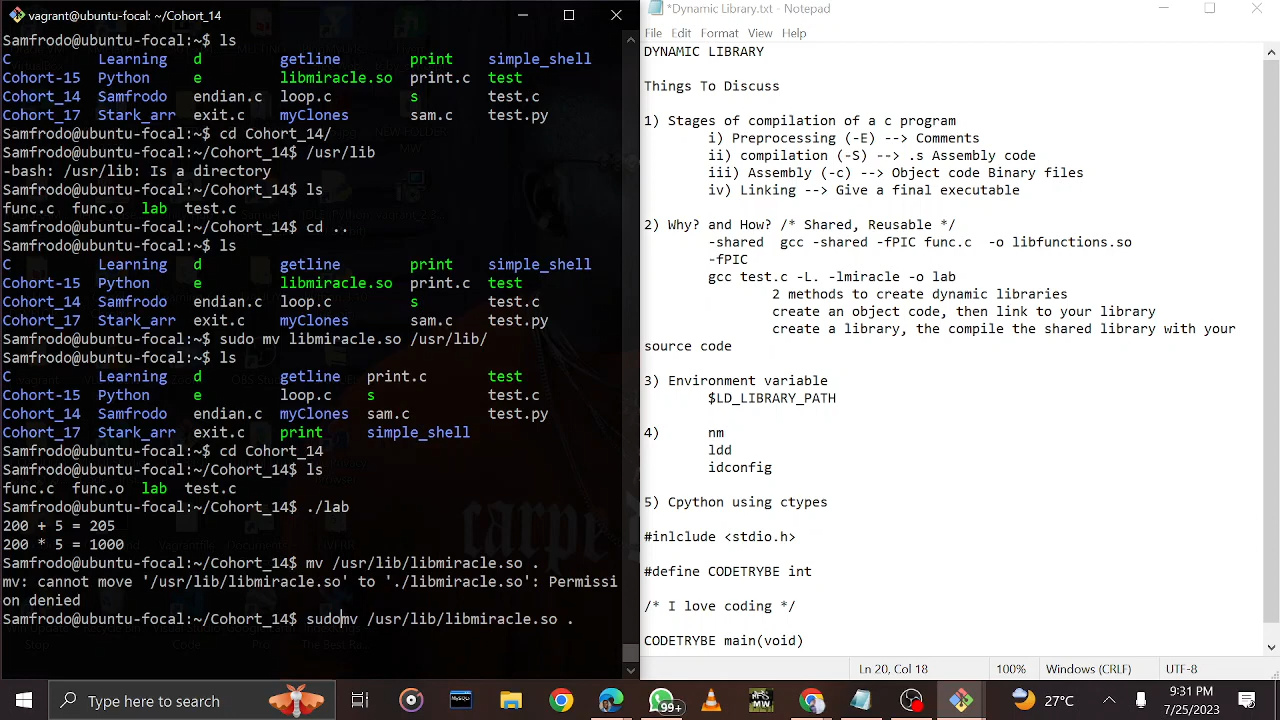 vagrant@ubuntu-focal: ~/Cohort_14
Samfrodo@ubuntu-focal:~$ ls
C Learning d getline print simple_shell
Cohort-15 Python e libmiracle.so print.c test
Cohort_14 Samfrodo endian.c loop.c s test.c
Cohort_17 Stark_arr exit.c myClones sam.c test.py
Samfrodo@ubuntu-focal:~$ cd Cohort_14/
Samfrodo@ubuntu-focal:~/Cohort_14$ /usr/lib
-bash: /usr/lib: Is a directory
Samfrodo@ubuntu-focal:~/Cohort_14$ ls
func.c func.o lab test.c
Samfrodo@ubuntu-focal:~/Cohort_14$ cd ..
Samfrodo@ubuntu-focal:~$ ls
C Learning d getline print simple_shell
Cohort-15 Python e libmiracle.so print.c test
Cohort_14 Samfrodo endian.c loop.c s test.c
Cohort_17 Stark_arr exit.c myClones sam.c test.py
Samfrodo@ubuntu-focal:~$ sudo mv libmiracle.so /usr/lib/
Samfrodo@ubuntu-focal:~$ ls
C Learning d getline print.c test
Cohort-15 Python e loop.c s test.c
Cohort_14 Samfrodo endian.c myClones sam.c test.py
Cohort_17 Stark_arr exit.c print simple_shell
Samfrodo@ubuntu-focal:~$ cd Cohort_14
Samfrodo@ubuntu-focal:~/Cohort_14$ ls
func.c func.o lab test.c
Samfrodo@ubuntu-focal:~/Cohort_14$ ./lab
200 + 5 = 205
200 * 5 = 1000
Samfrodo@ubuntu-focal:~/Cohort_14$ mv /usr/lib/libmiracle.so .
mv: cannot move '/usr/lib/libmiracle.so' to './libmiracle.so': Permissi
on denied
Samfrodo@ubuntu-focal:~/Cohort_14$ sudomv /usr/lib/libmiracle.so .
*Dynamic Library.txt - Notepad
File Edit Format View Help
DYNAMIC LIBRARY
Things To Discuss
1) Stages of compilation of a c program
i) Preprocessing (-E) --> Comments
ii) compilation (-S) --> .s Assembly code
iii) Assembly (-c) --> Object code Binary files
iv) Linking --> Give a final executable
2) Why? and How? /* Shared, Reusable */
-shared gcc -shared -fPIC func.c -o libfunctions.so
-fPIC
gcc test.c -L. -lmiracle -o lab
2 methods to create dynamic libraries
create an object code, then link to your library
create a library, the compile the shared library with your
source code
3) Environment variable
$LD_LIBRARY_PATH
4) nm
ldd
idconfig
5) Cpython using ctypes
#inlclude <stdio.h>
#define CODETRYBE int
/* I love coding */
CODETRYBE main(void)
Ln 20, Col 18 100% Windows (CRLF) UTF-8
Type here to search
MySQL
99+
MW
27°C
9:31 PM
7/25/2023